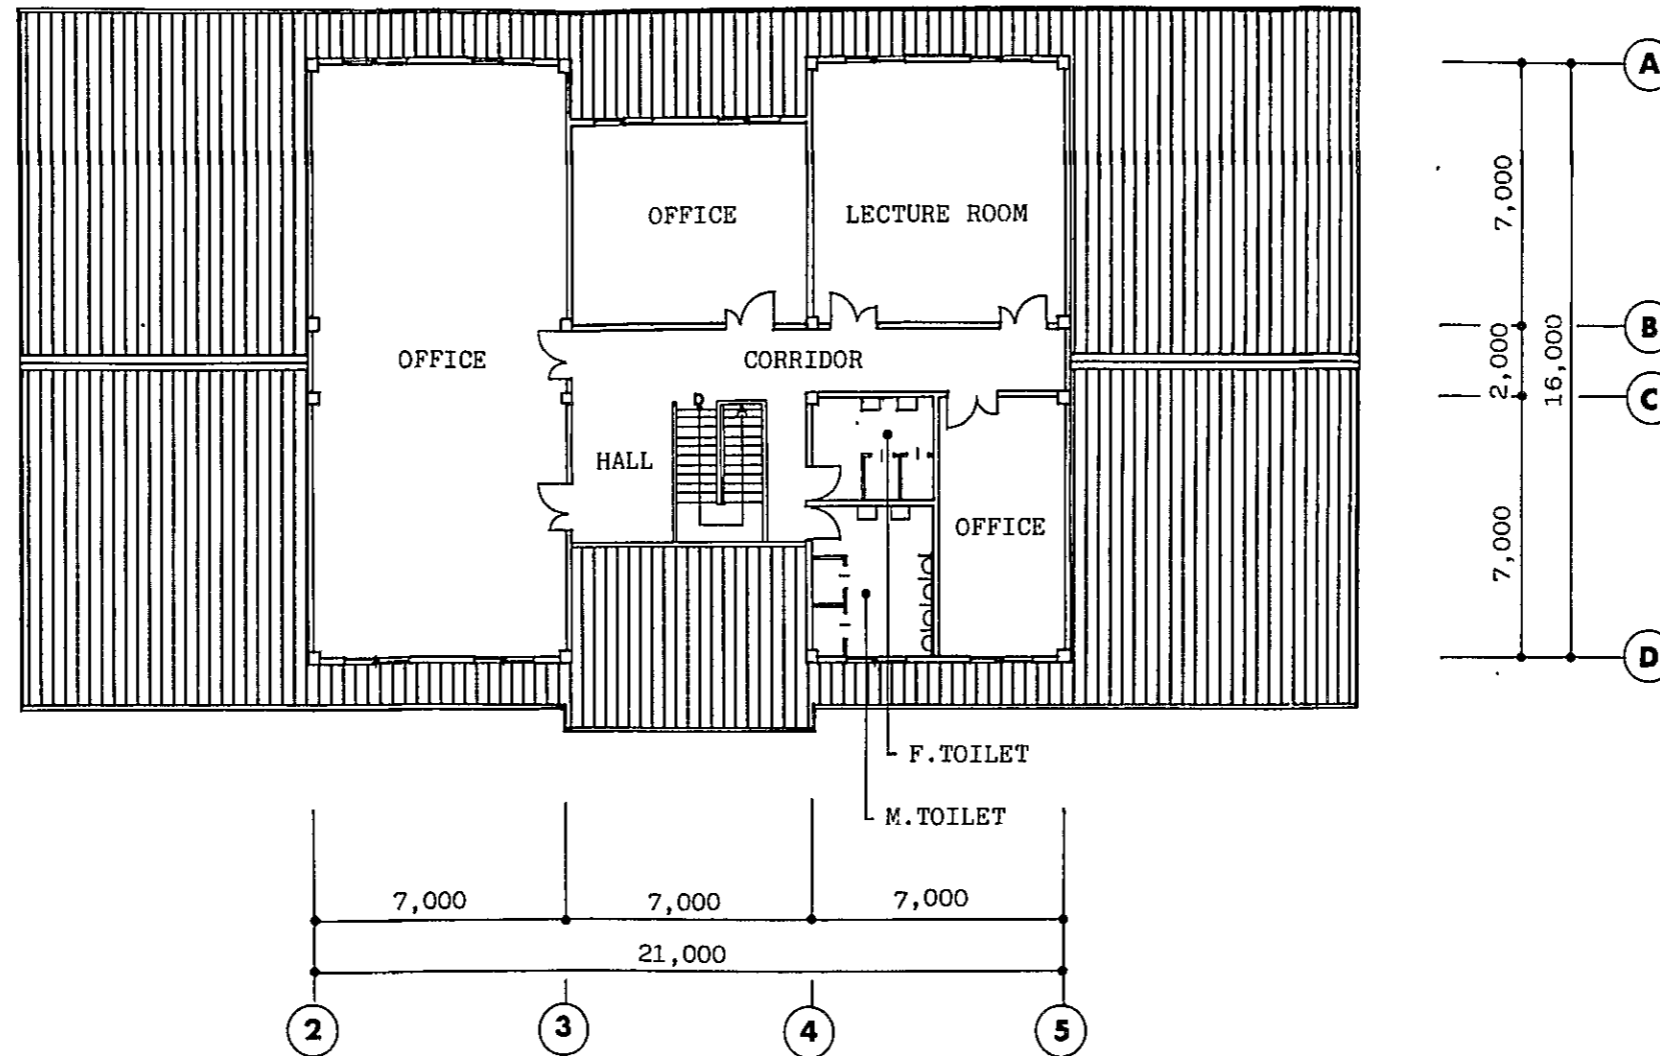 A
7,000
OFFICE
LECTURE ROOM
2,000
16,000
B
OFFICE
CORRIDOR
C
D
HALL
OFFICE
7,000
D
F.TOILET
M.TOILET
7,000
7,000
7,000
21,000
2
3
4
5